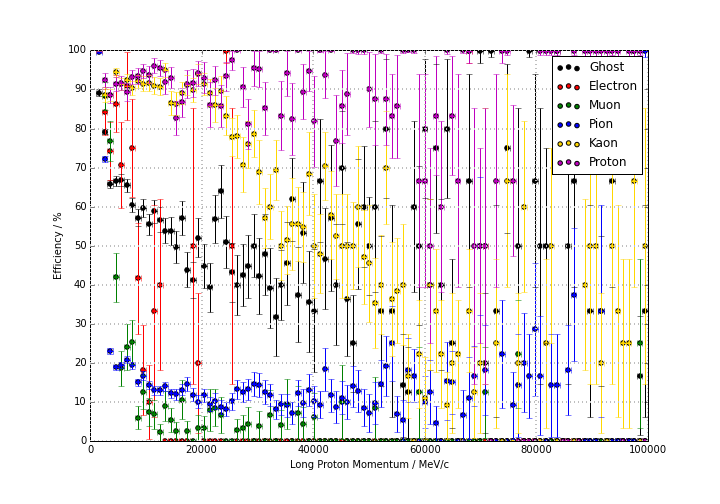 100
90
80
70
60
50
40
30
20
10
0
Efficiency / %
0
20000
40000
60000
80000
100000
Long Proton Momentum / MeV/c
Ghost
Electron
Muon
Pion
Kaon
Proton